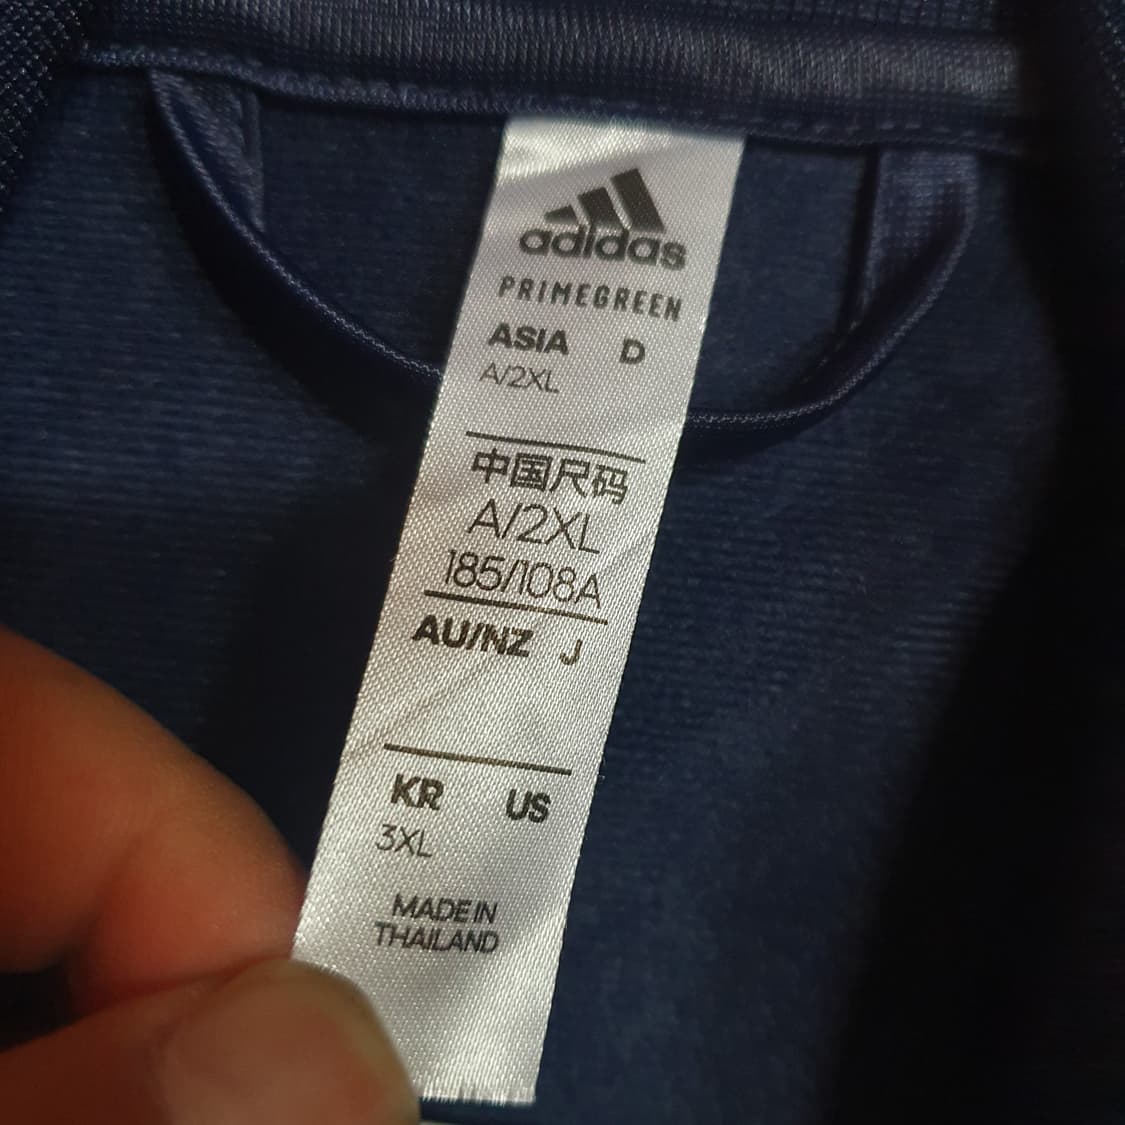 adidas
PRIMEGREEN
ASIA D
A/2XL
中国尺码
A/2XL
185/108A
AU/NZ J
KR US
3XL
MADE IN
THAILAND